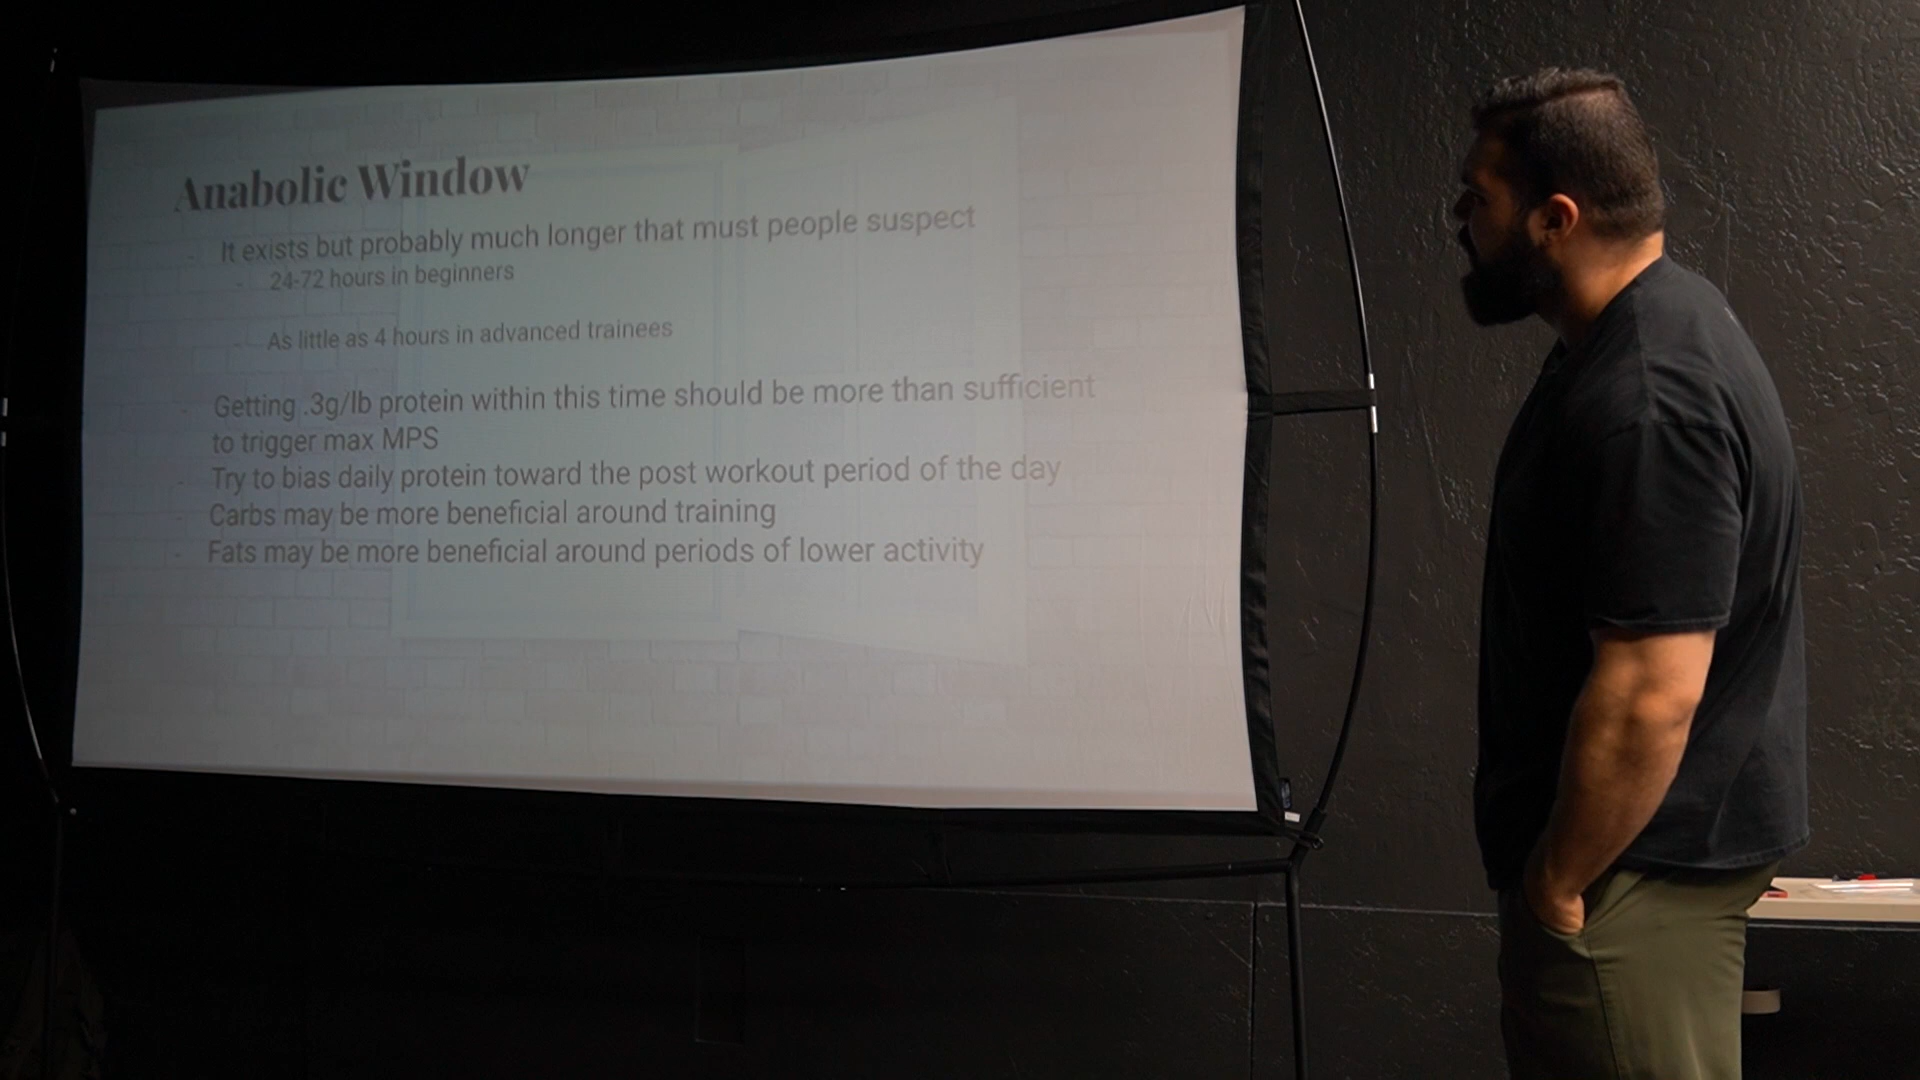 Anabolic Window
- It exists but probably much longer that must people suspect
- 24-72 hours in beginners
- As little as 4 hours in advanced trainees
- Getting .3g/lb protein within this time should be more than sufficient
to trigger max MPS
- Try to bias daily protein toward the post workout period of the day
- Carbs may be more beneficial around training
- Fats may be more beneficial around periods of lower activity